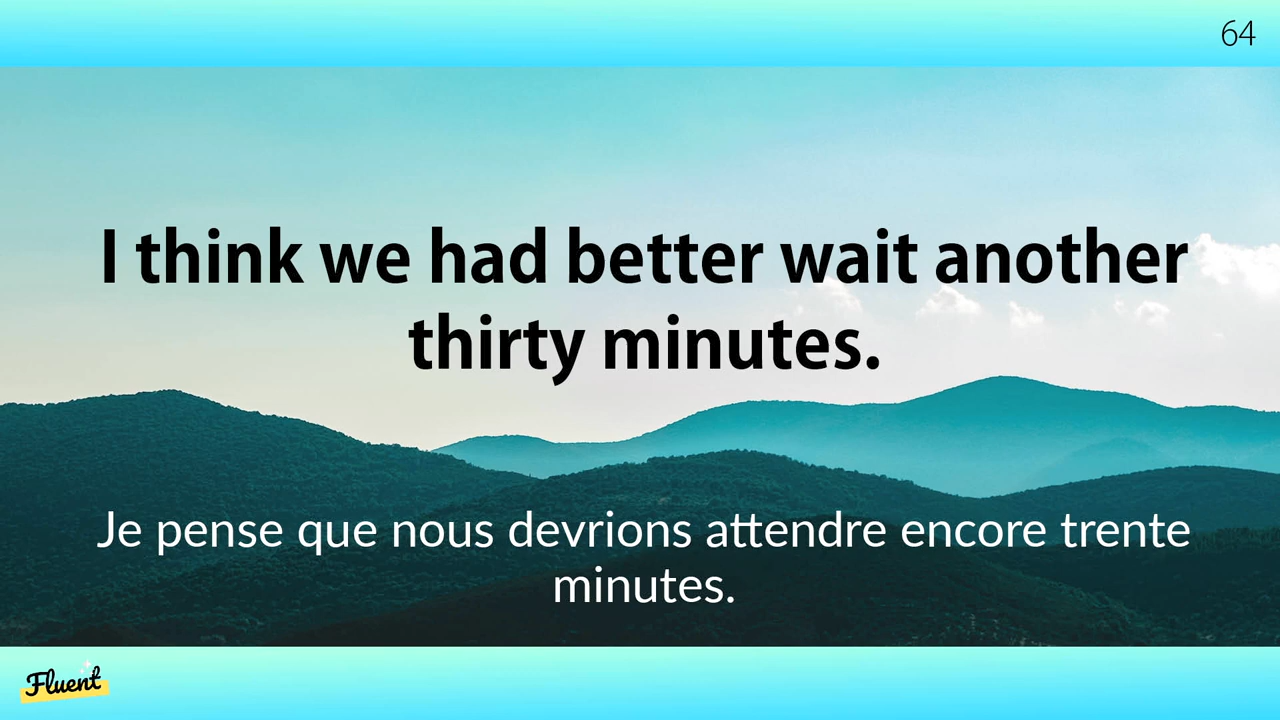 64
I think we had better wait another
thirty minutes.
Je pense que nous devrions attendre encore trente
minutes.
Fluent